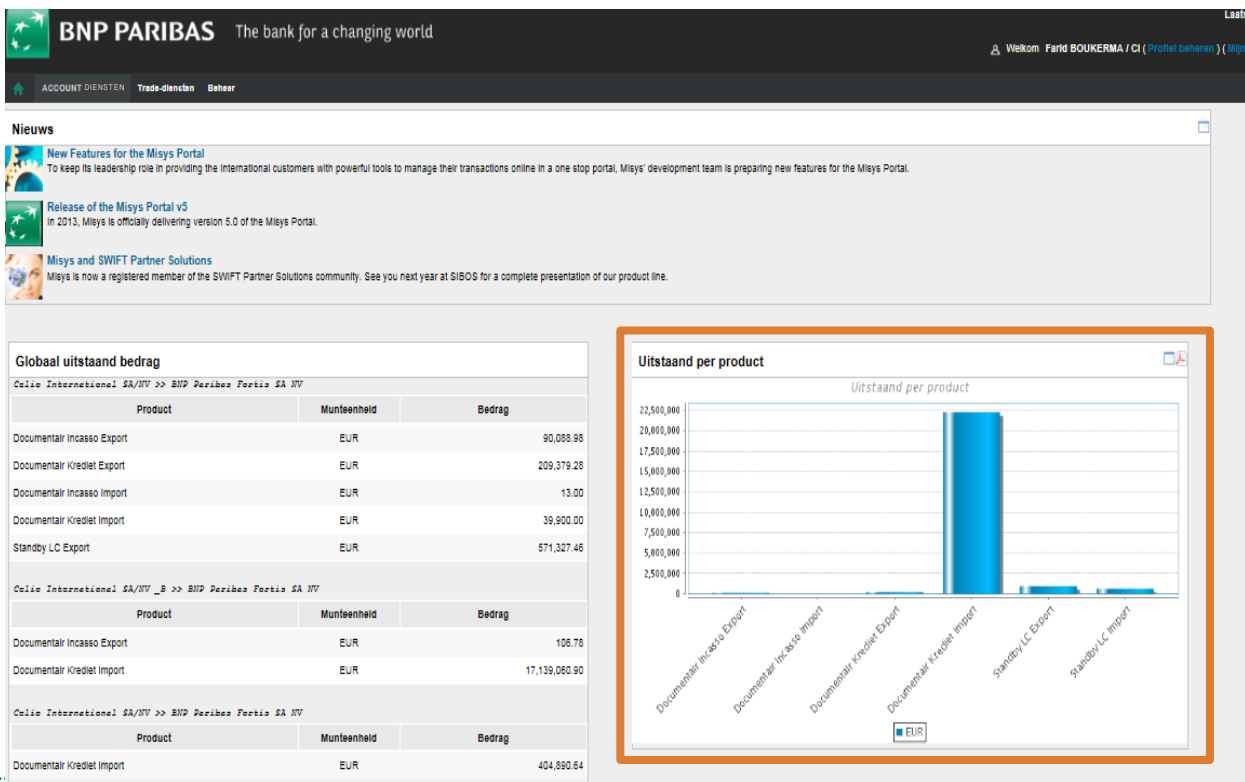 BNP PARIBAS The bank for a changing world
Laat
Welkom Farid BOUKERMA / CI ( Profiel beheren ) ( Mijn
ACCOUNT DIENSTEN Trade-diensten Beheer
Nieuws
New Features for the Misys Portal
To keep its leadership role in providing the international customers with powerful tools to manage their transactions online in a one stop portal, Misys' development team is preparing new features for the Misys Portal.
Release of the Misys Portal v5
In 2013, Misys is officially delivering version 5.0 of the Misys Portal.
Misys and SWIFT Partner Solutions
Misys is now a registered member of the SWIFT Partner Solutions community. See you next year at SIBOS for a complete presentation of our product line.
Globaal uitstaand bedrag
Celio International SA/NV >> BNP Paribas Fortis SA NV
Product Munteenheid Bedrag
Documentair Incasso Export EUR 90,088.98
Documentair Krediet Export EUR 209,379.28
Documentair Incasso Import EUR 13.00
Documentair Krediet Import EUR 39,900.00
Standby LC Export EUR 571,327.46
Celio International SA/NV _B >> BNP Paribas Fortis SA NV
Product Munteenheid Bedrag
Documentair Incasso Export EUR 106.78
Documentair Krediet Import EUR 17,139,060.90
Celio International SA/NV >> BNP Paribas Fortis SA NV
Product Munteenheid Bedrag
Documentair Krediet Import EUR 404,890.64
Uitstaand per product
Uitstaand per product
22,500,000
20,000,000
17,500,000
15,000,000
12,500,000
10,000,000
7,500,000
5,000,000
2,500,000
0
Documentair Incasso Export
Documentair Incasso Import
Documentair Krediet Export
Documentair Krediet Import
Standby LC Export
Standby LC Import
EUR